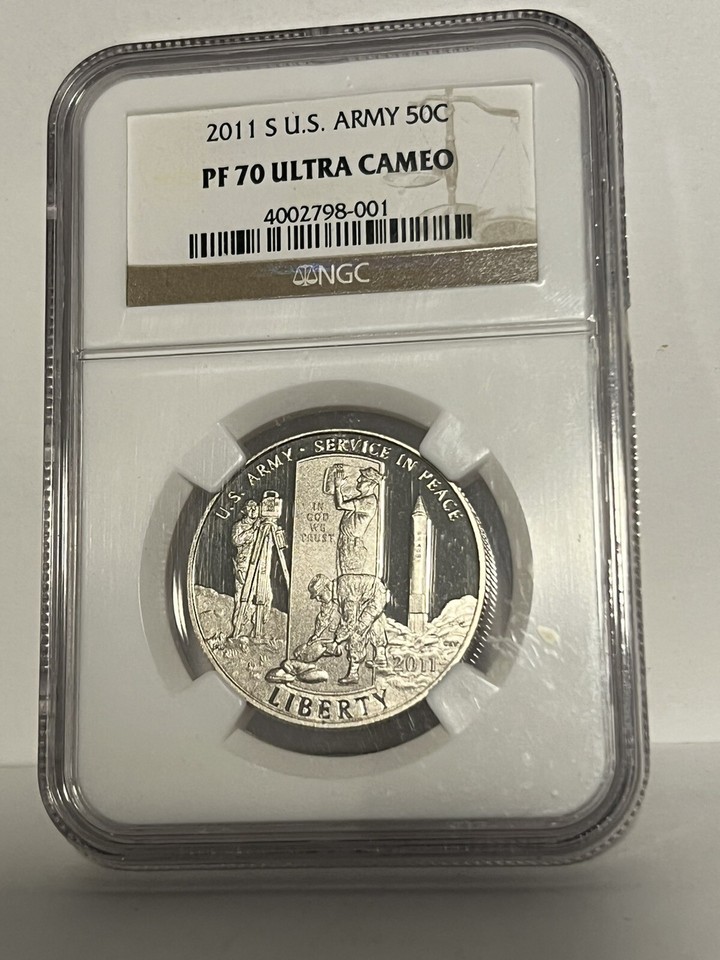 2011 S U.S. ARMY 50C
PF 70 ULTRA CAMEO
4002798-001
NGC
U.S. ARMY · SERVICE IN PEACE
IN
GOD
WE
TRUST
2011
LIBERTY